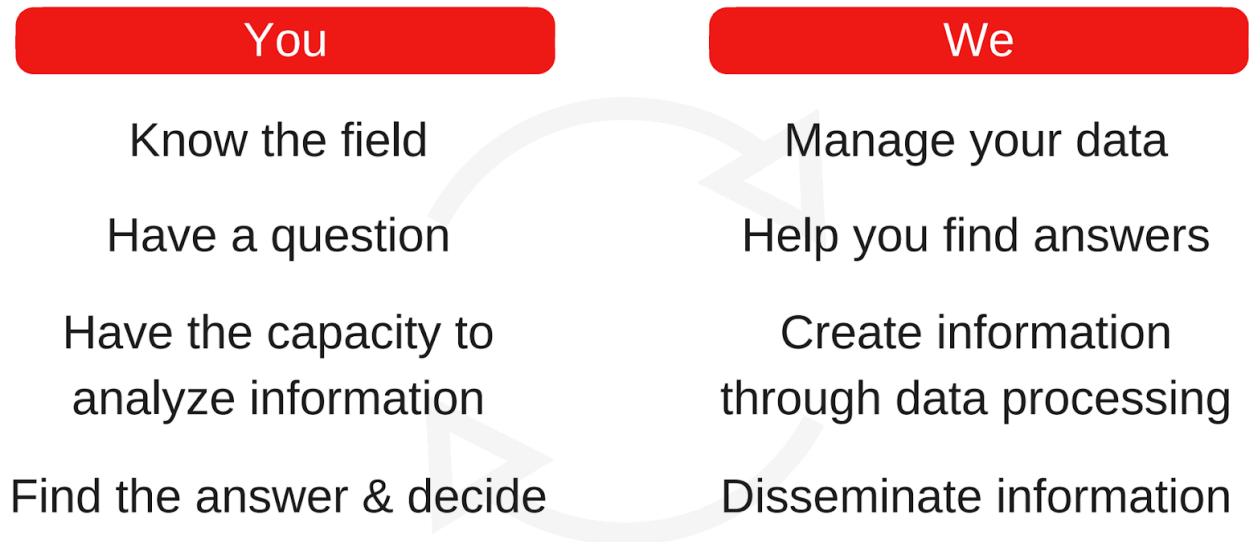 You
Know the field
Have a question
Have the capacity to
analyze information
Find the answer & decide
We
Manage your data
Help you find answers
Create information
through data processing
Disseminate information